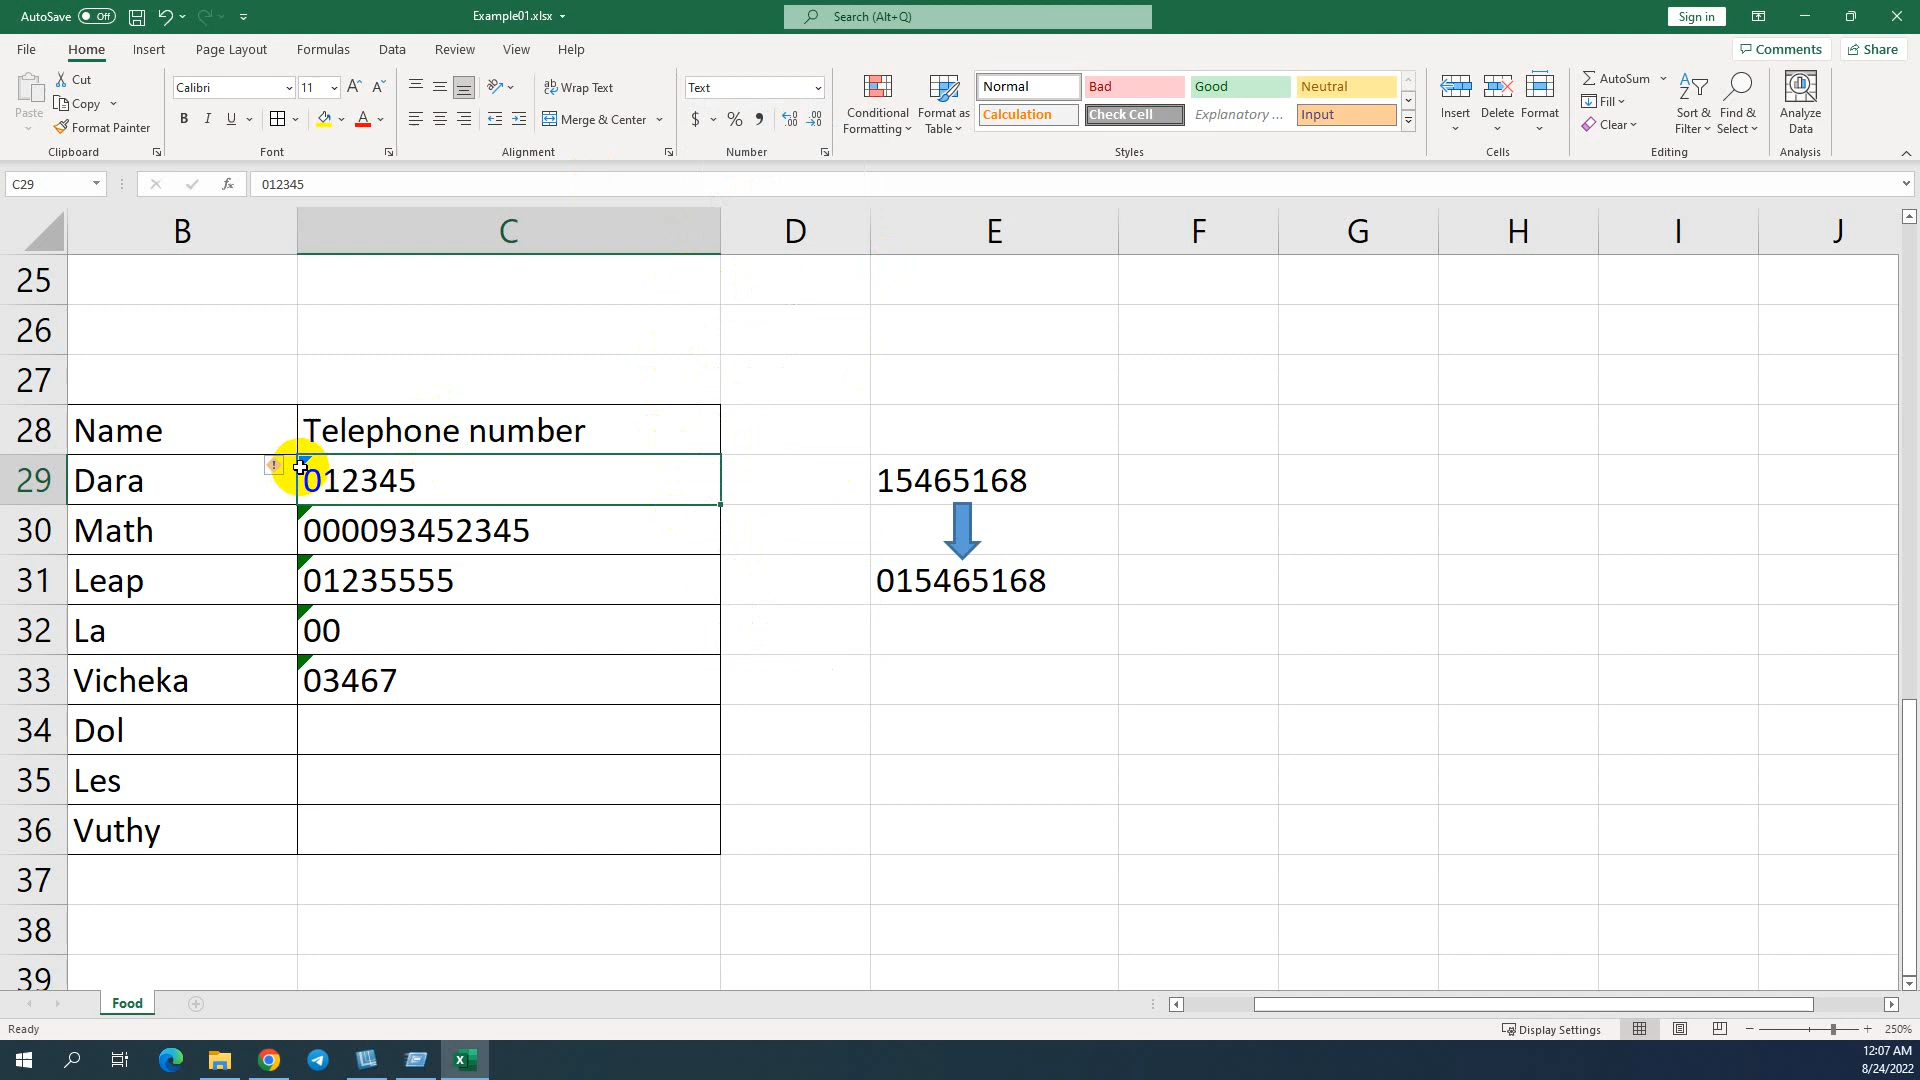 AutoSave Off
Example01.xlsx
Search (Alt+Q)
Sign in
File Home Insert Page Layout Formulas Data Review View Help
Comments Share
Paste
Cut
Copy
Format Painter
Clipboard
Calibri 11
B I U
Font
Wrap Text
Merge & Center
Alignment
Text
$ % ,
Number
Conditional Formatting
Format as Table
Normal Bad Good Neutral
Calculation Check Cell Explanatory ... Input
Styles
Insert Delete Format
Cells
AutoSum
Fill
Clear
Sort & Filter
Find & Select
Editing
Analyze Data
Analysis
C29 fx 012345
B C D E F G H I J
25
26
27
28 Name Telephone number
29 Dara 012345 15465168
30 Math 000093452345
31 Leap 01235555 015465168
32 La 00
33 Vicheka 03467
34 Dol
35 Les
36 Vuthy
37
38
39
Food
Ready
Display Settings
250%
12:07 AM
8/24/2022